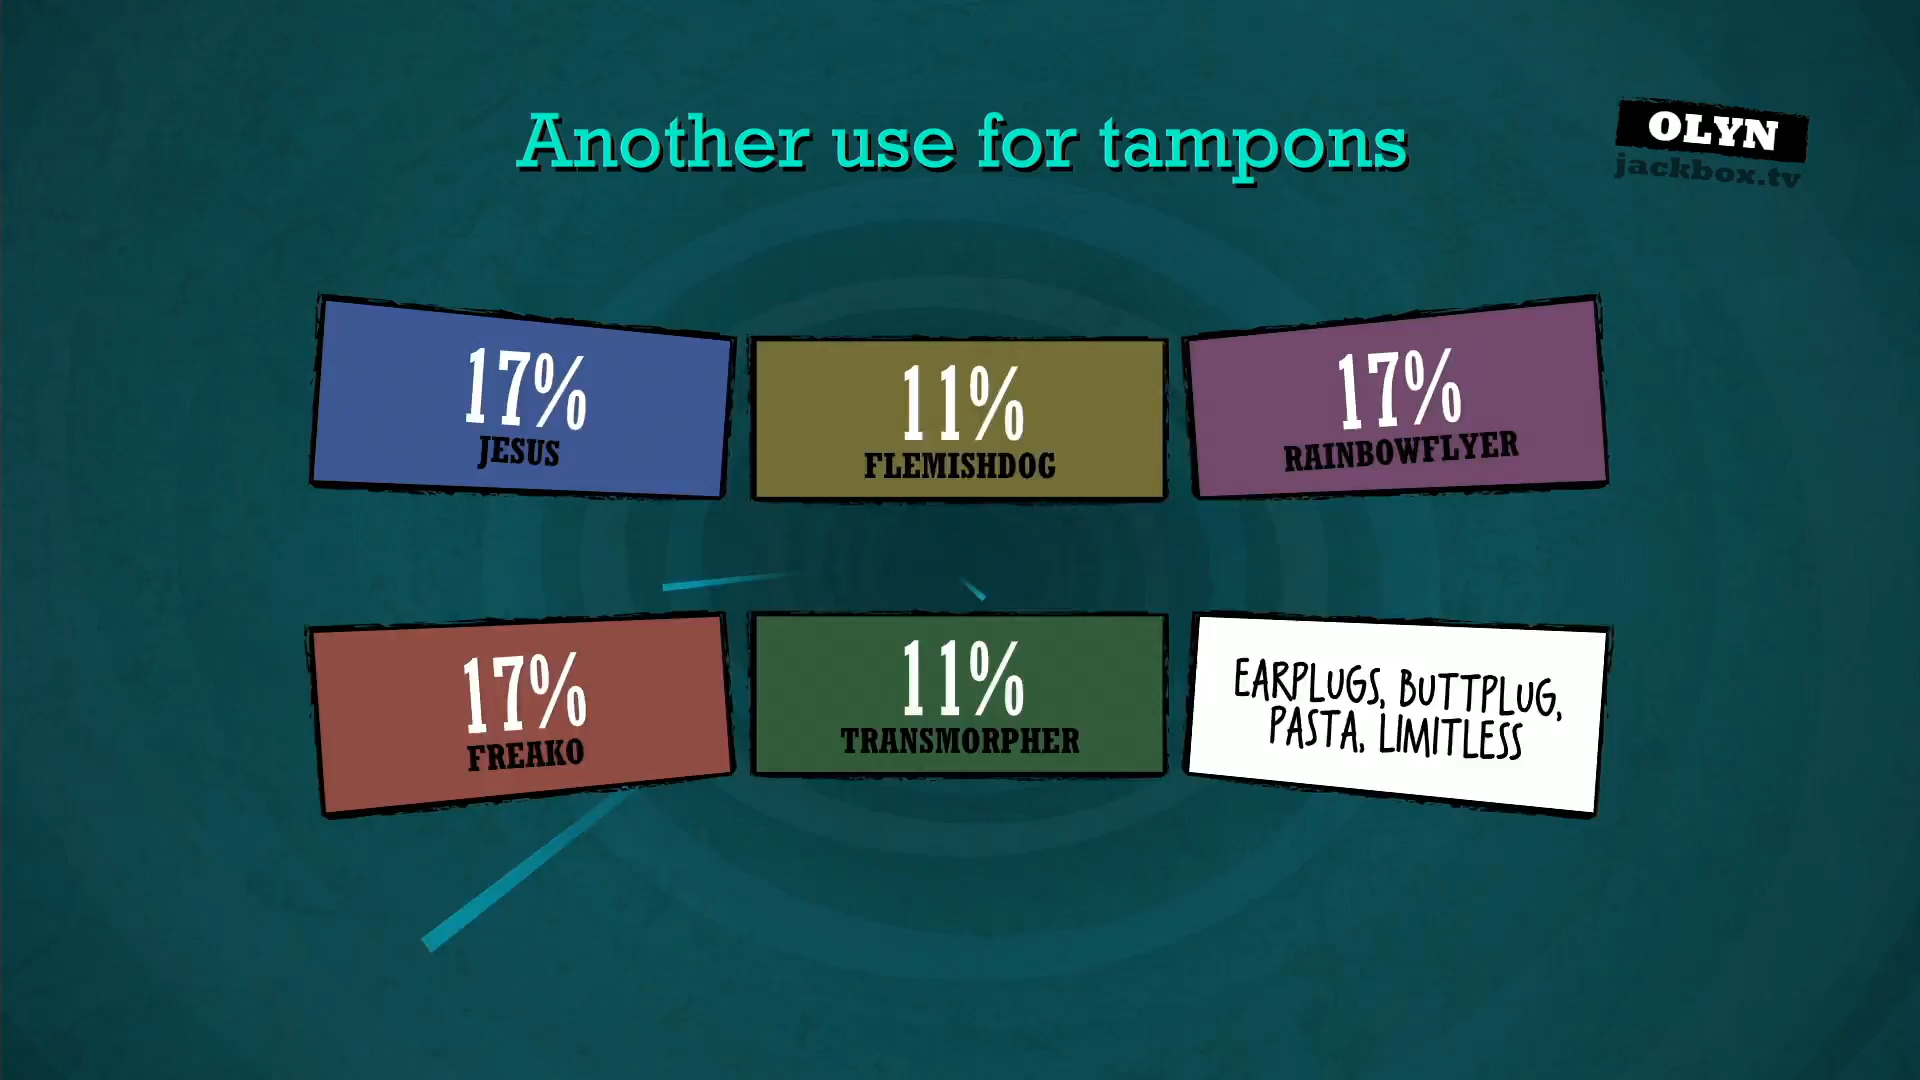 Another use for tampons
OLYN
jackbox.tv
17%
JESUS
11%
FLEMISHDOG
17%
RAINBOWFLYER
17%
FREAKO
11%
TRANSMORPHER
EARPLUGS, BUTTPLUG,
PASTA, LIMITLESS